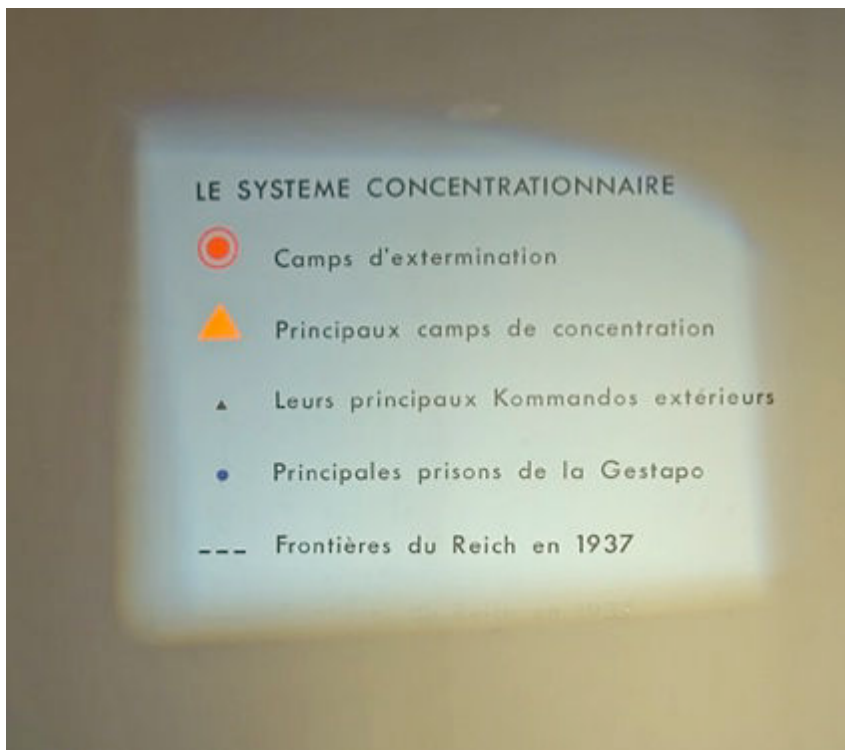 LE SYSTEME CONCENTRATIONNAIRE
Camps d'extermination
Principaux camps de concentration
Leurs principaux Kommandos extérieurs
Principales prisons de la Gestapo
Frontières du Reich en 1937